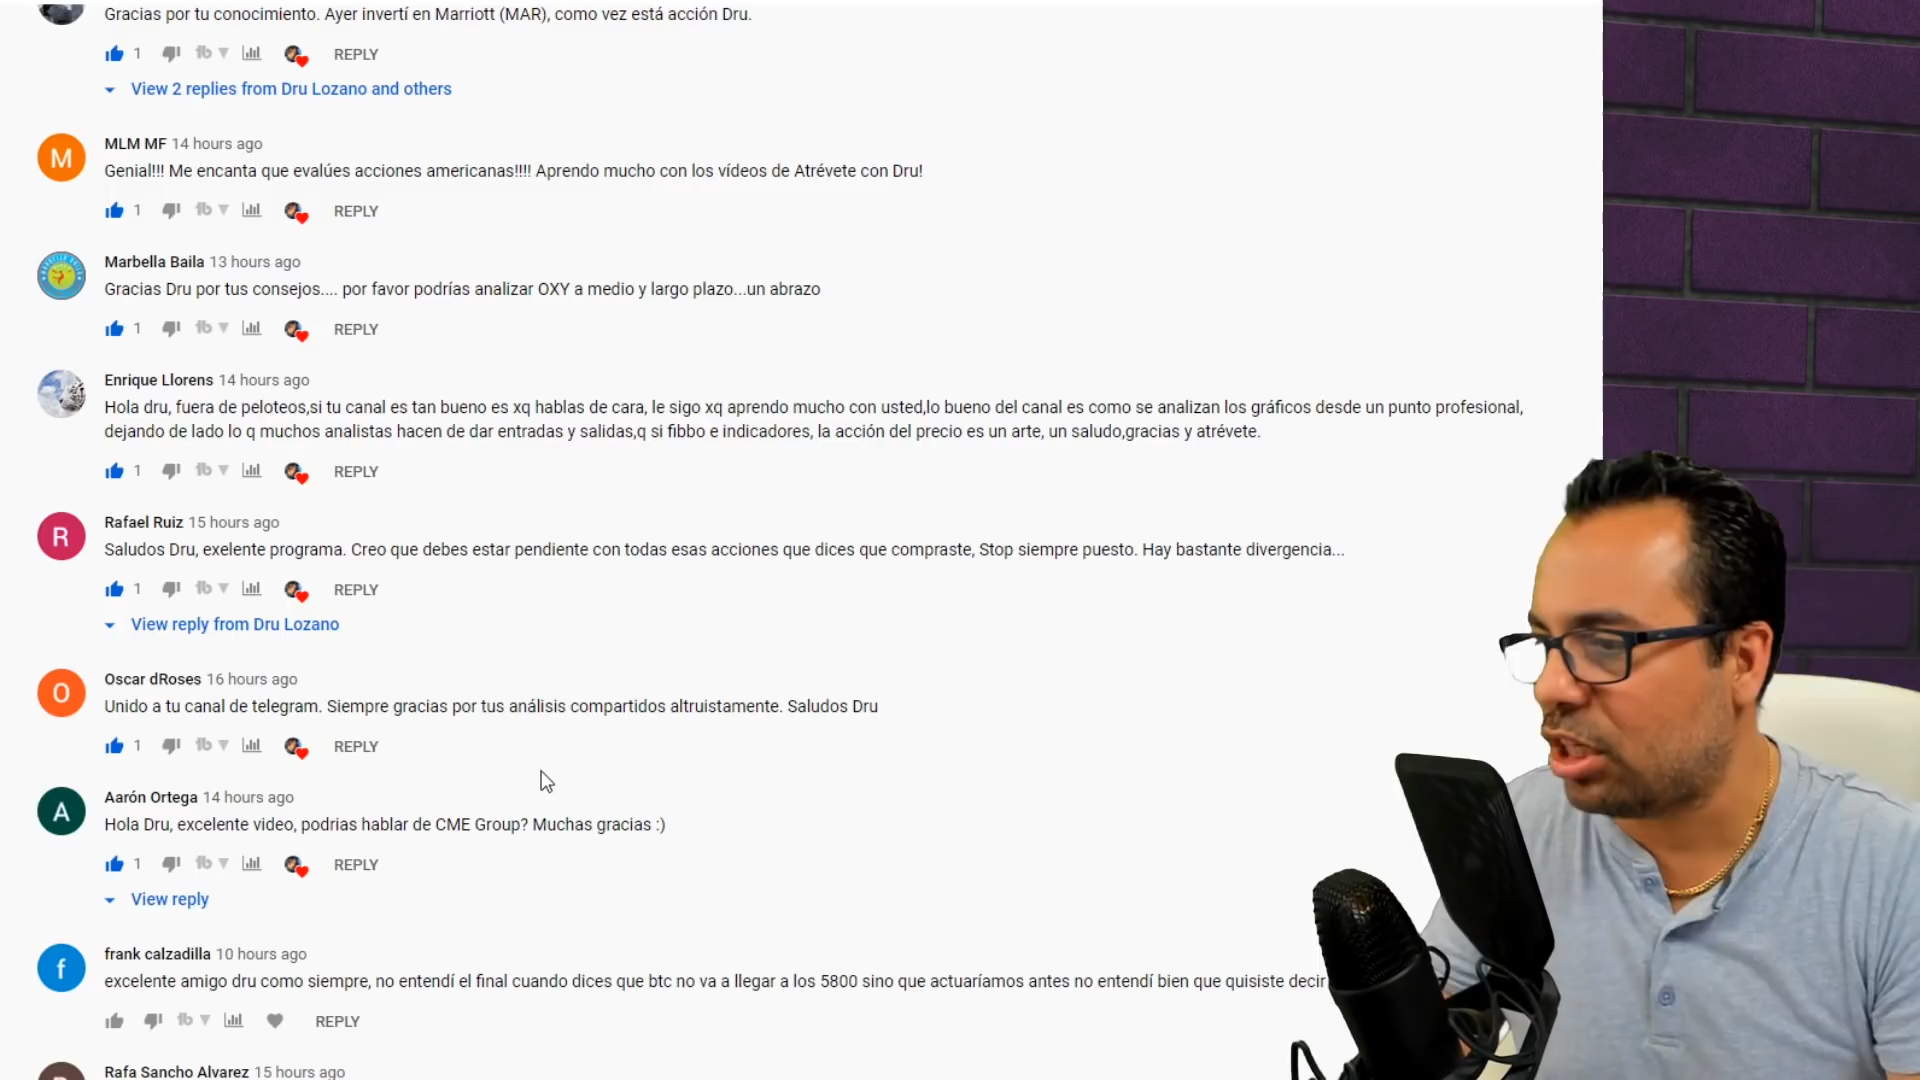 Gracias por tu conocimiento. Ayer invertí en Marriott (MAR), como vez está acción Dru.
1 REPLY
View 2 replies from Dru Lozano and others
M
MLM MF 14 hours ago
Genial!!! Me encanta que evalúes acciones americanas!!!! Aprendo mucho con los vídeos de Atrévete con Dru!
1 REPLY
Marbella Baila 13 hours ago
Gracias Dru por tus consejos.... por favor podrías analizar OXY a medio y largo plazo...un abrazo
1 REPLY
Enrique Llorens 14 hours ago
Hola dru, fuera de peloteos,si tu canal es tan bueno es xq hablas de cara, le sigo xq aprendo mucho con usted,lo bueno del canal es como se analizan los gráficos desde un punto profesional,
dejando de lado lo q muchos analistas hacen de dar entradas y salidas,q si fibbo e indicadores, la acción del precio es un arte, un saludo,gracias y atrévete.
1 REPLY
R
Rafael Ruiz 15 hours ago
Saludos Dru, exelente programa. Creo que debes estar pendiente con todas esas acciones que dices que compraste, Stop siempre puesto. Hay bastante divergencia...
1 REPLY
View reply from Dru Lozano
O
Oscar dRoses 16 hours ago
Unido a tu canal de telegram. Siempre gracias por tus análisis compartidos altruistamente. Saludos Dru
1 REPLY
A
Aarón Ortega 14 hours ago
Hola Dru, excelente video, podrias hablar de CME Group? Muchas gracias :)
1 REPLY
View reply
f
frank calzadilla 10 hours ago
excelente amigo dru como siempre, no entendí el final cuando dices que btc no va a llegar a los 5800 sino que actuaríamos antes no entendí bien que quisiste decir
REPLY
Rafa Sancho Alvarez 15 hours ago